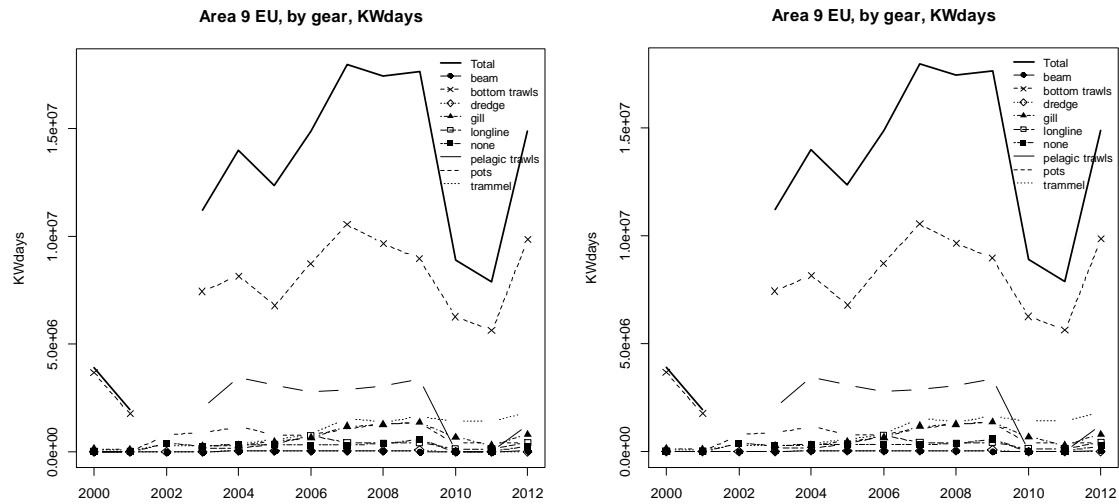 Area 9 EU, by gear, KWdays
KWdays
0.0e+00
5.0e+06
1.0e+07
1.5e+07
2000 2002 2004 2006 2008 2010 2012
Total
beam
bottom trawls
dredge
gill
longline
none
pelagic trawls
pots
trammel
Area 9 EU, by gear, KWdays
KWdays
0.0e+00
5.0e+06
1.0e+07
1.5e+07
2000 2002 2004 2006 2008 2010 2012
Total
beam
bottom trawls
dredge
gill
longline
none
pelagic trawls
pots
trammel